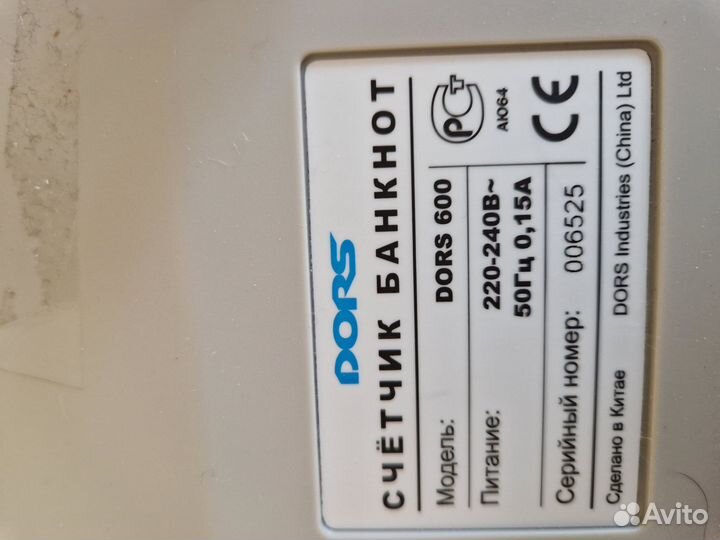 DORS
СЧЁТЧИК БАНКНОТ
Модель: DORS 600
Питание: 220-240В~
50Гц 0,15А
РСТ
АЮ64
Серийный номер: 006525
CE
Сделано в Китае DORS Industries (China) Ltd
Avito